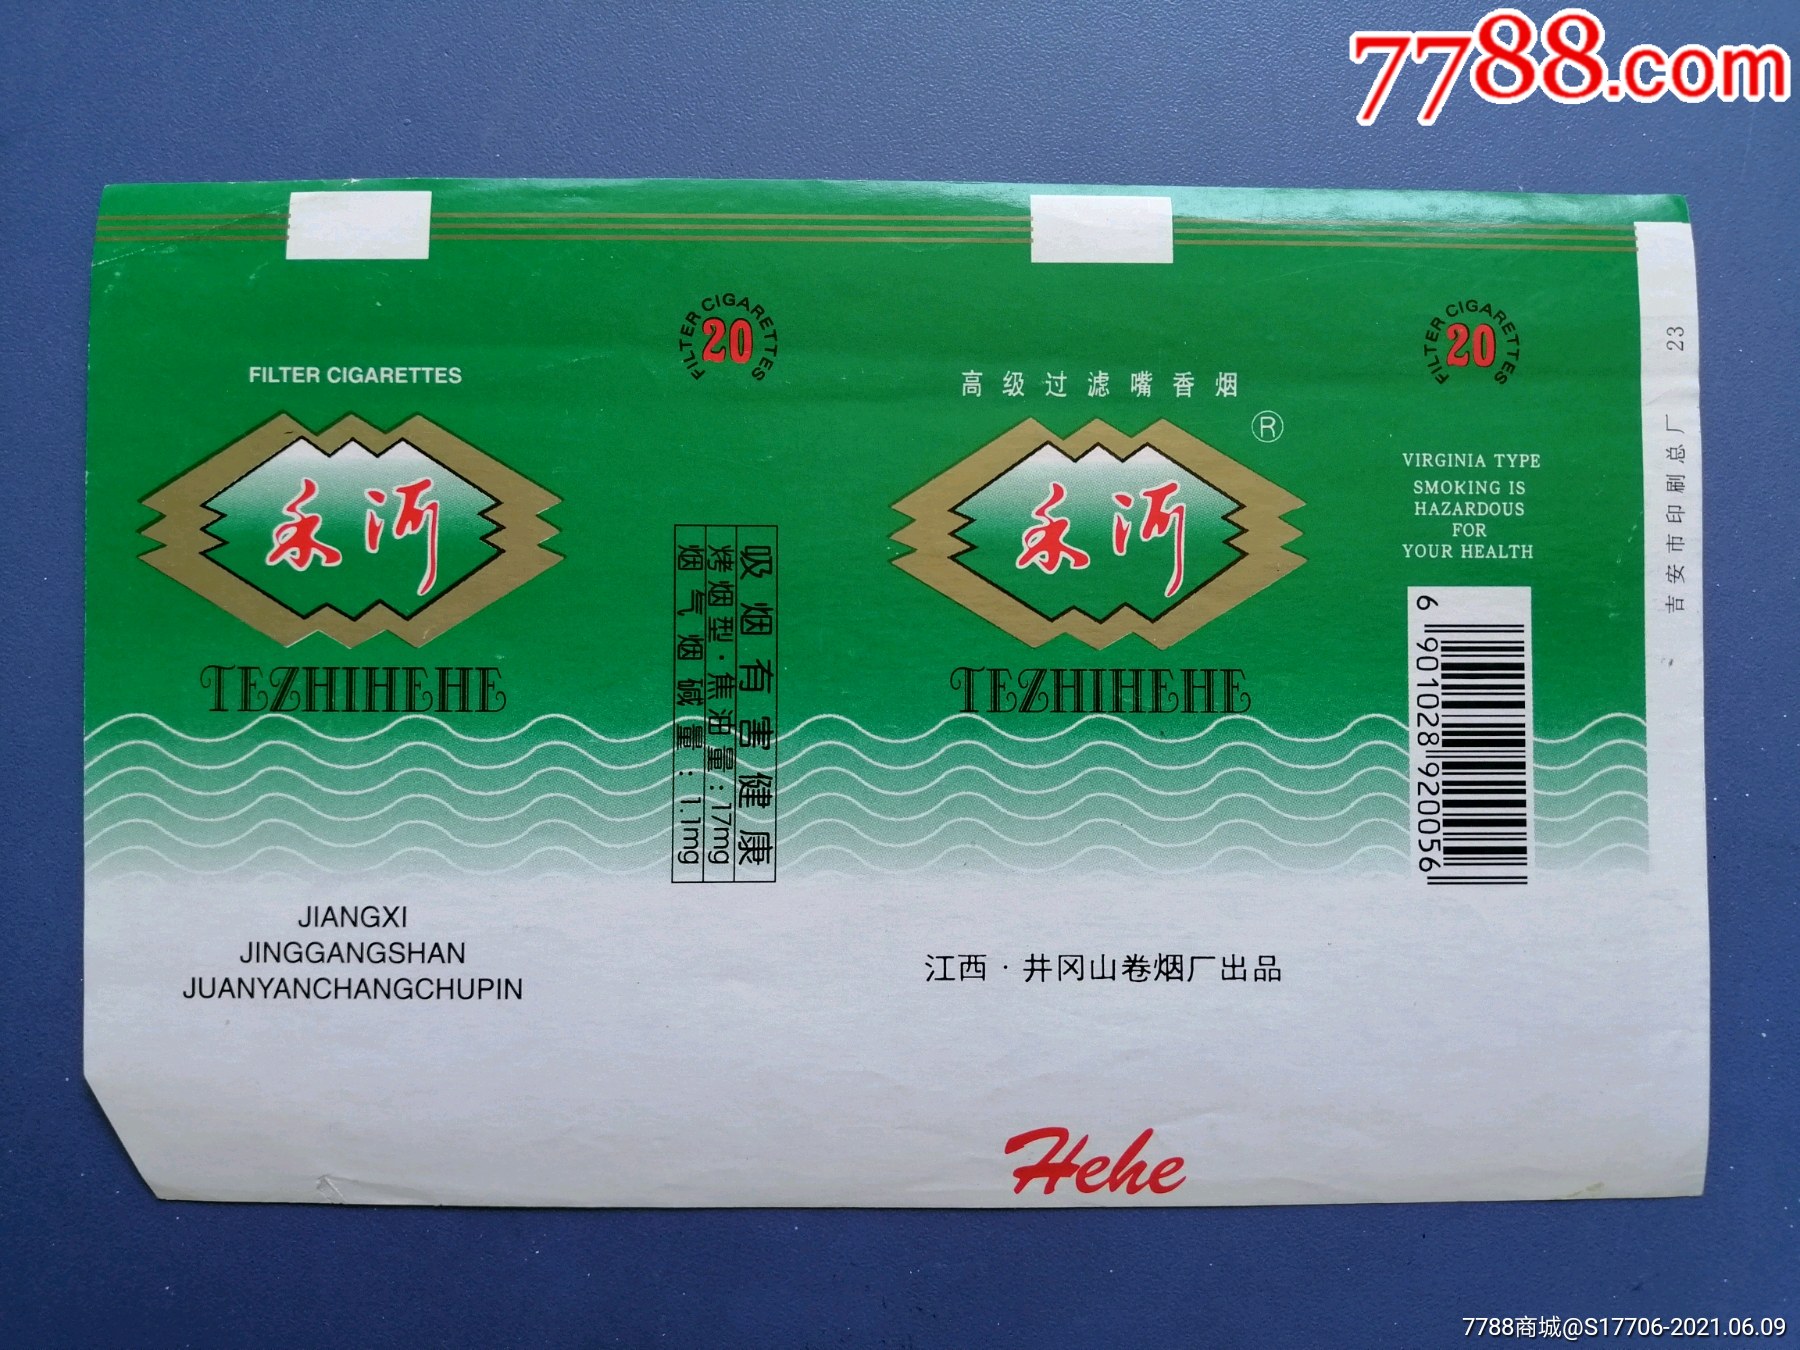 7788.com
FILTER CIGARETTES
禾河
TEZHIHEHE
JIANGXI
JINGGANGSHAN
JUANYANCHANGCHUPIN
FILTER CIGARETTES
20
吸烟有害健康
烤烟型·焦油量:17mg
烟气烟碱量:1.1mg
高级过滤嘴香烟
R
禾河
TEZHIHEHE
江西·井冈山卷烟厂出品
Hehe
FILTER CIGARETTES
20
VIRGINIA TYPE
SMOKING IS
HAZARDOUS
FOR
YOUR HEALTH
6 901028 920056
吉安市印刷总厂 23
7788商城@S17706-2021.06.09